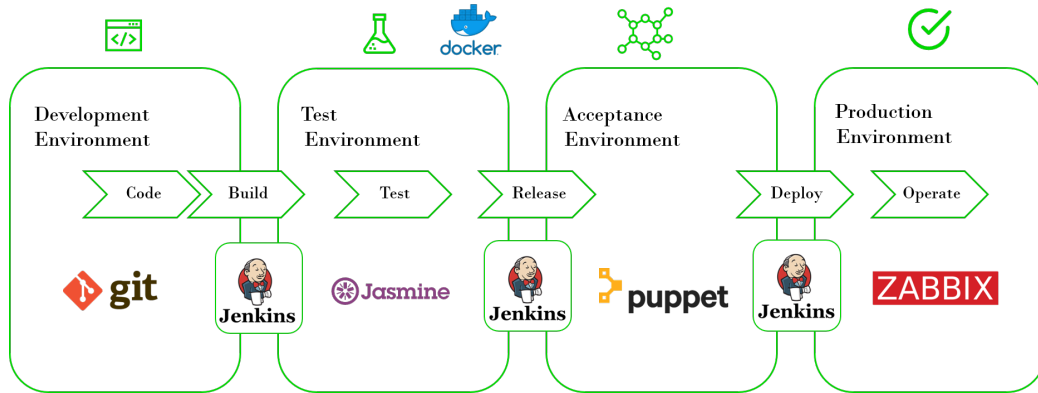 </>
docker
Development
Environment
Test
Environment
Acceptance
Environment
Production
Environment
Code
Build
Test
Release
Deploy
Operate
git
Jenkins
Jasmine
Jenkins
puppet
Jenkins
ZABBIX